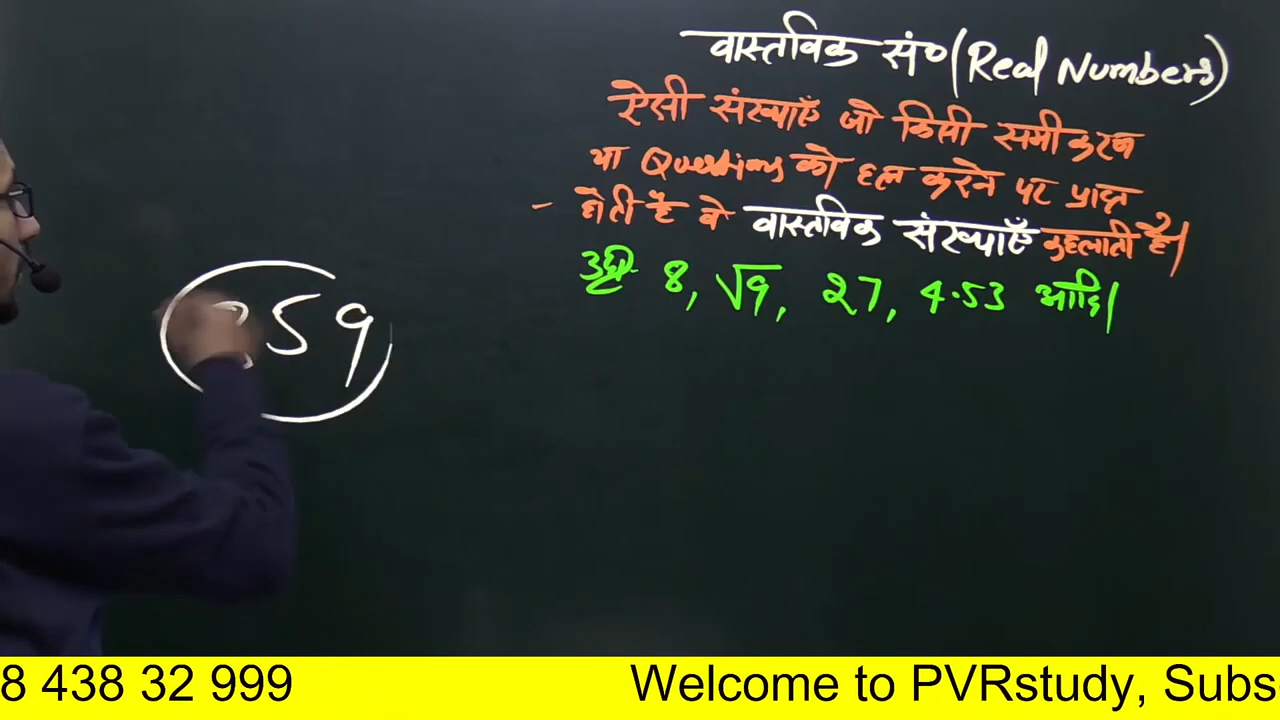 वास्तविक सं० (Real Numbers)
ऐसी संख्याएँ जो किसी समीकरण
या Questions को हल करने पर प्राप्त
- होती है वे वास्तविक संख्याएँ कहलाती है।
8, √9, 27, 4.53 आदि।
59
8 438 32 999
Welcome to PVRstudy, Subs